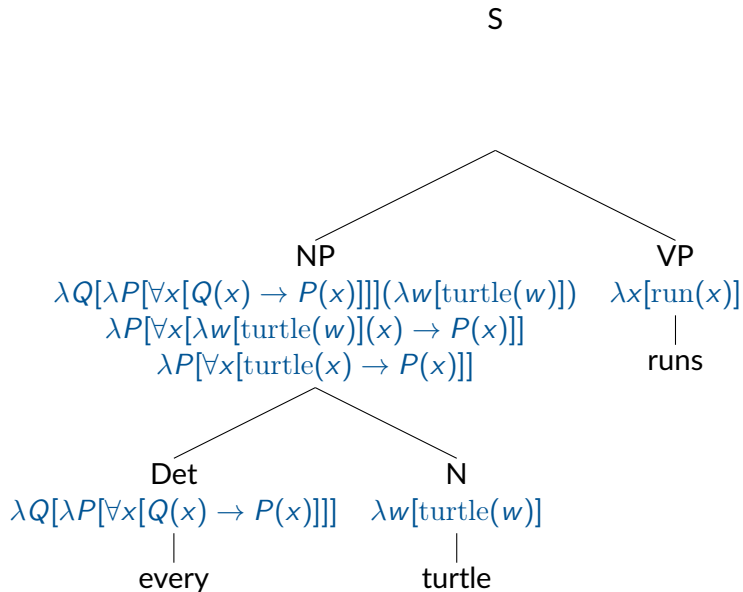 S
NP
VP
λQ[λP[∀x[Q(x) → P(x)]]](λw[turtle(w)])
λx[run(x)]
λP[∀x[λw[turtle(w)](x) → P(x)]]
λP[∀x[turtle(x) → P(x)]]
runs
Det
N
λQ[λP[∀x[Q(x) → P(x)]]]
λw[turtle(w)]
every
turtle